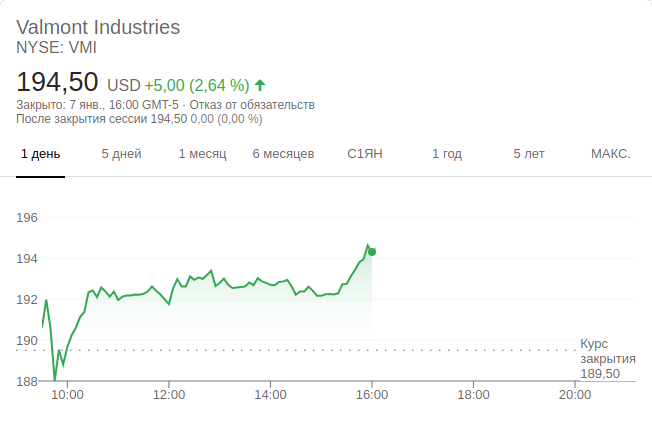 Valmont Industries
NYSE: VMI
194,50 USD +5,00 (2,64 %)
Закрыто: 7 янв., 16:00 GMT-5 · Отказ от обязательств
После закрытия сессии 194,50 0,00 (0,00 %)
1 день 5 дней 1 месяц 6 месяцев С1ЯН 1 год 5 лет МАКС.
196
194
192
190
Курс
закрытия
189,50
188
10:00 12:00 14:00 16:00 18:00 20:00